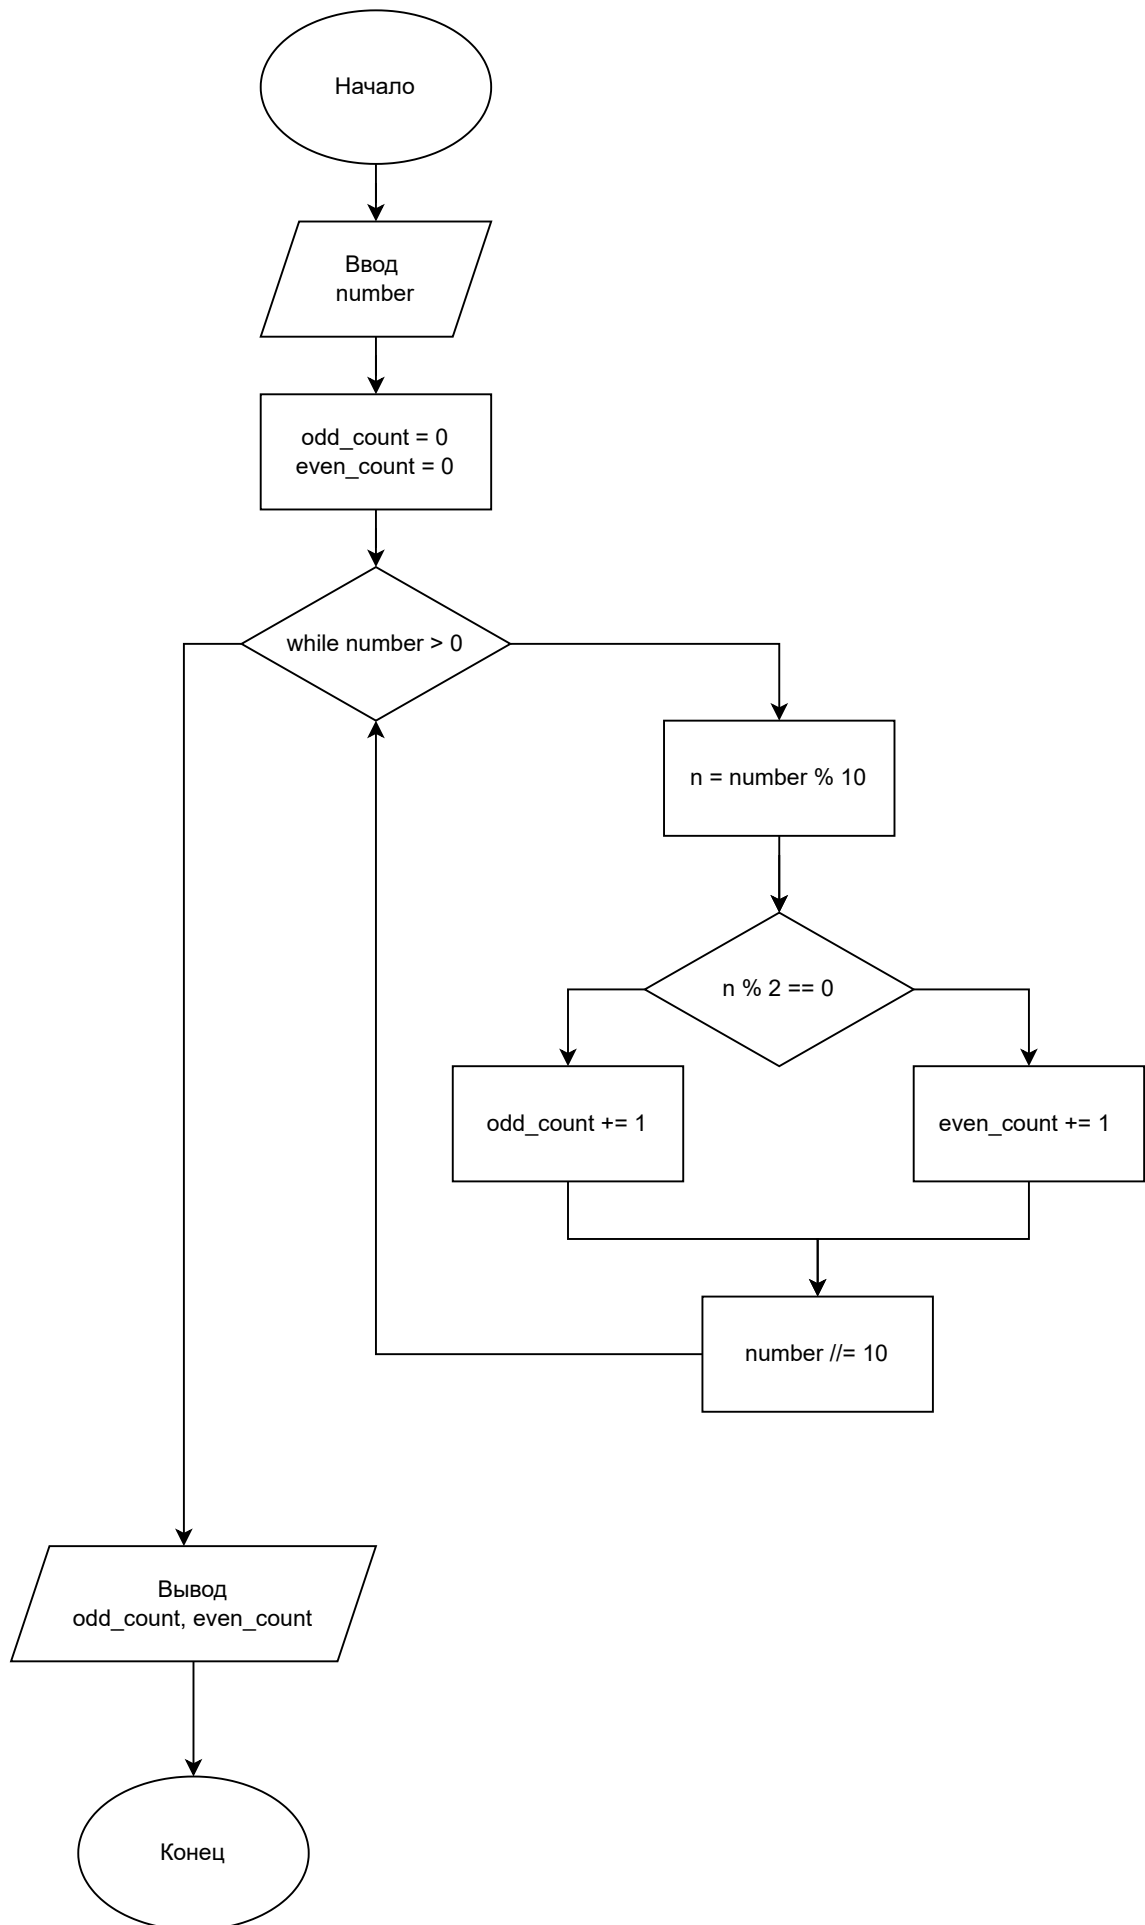 Начало
Ввод
number
odd_count = 0
even_count = 0
while number > 0
n = number % 10
n % 2 == 0
odd_count += 1
even_count += 1
number //= 10
Вывод
odd_count, even_count
Конец